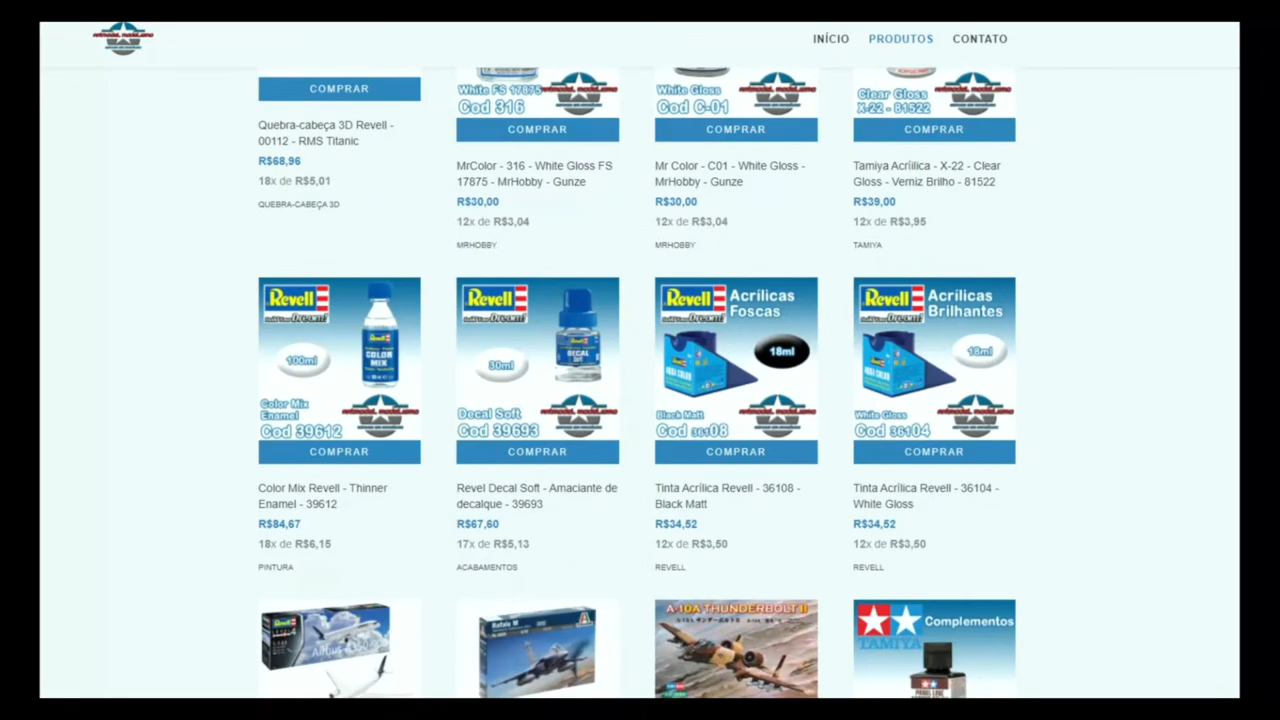 INÍCIO PRODUTOS CONTATO
COMPRAR
Quebra-cabeça 3D Revell -
00112 - RMS Titanic
R$68,96
18x de R$5,01
QUEBRA-CABEÇA 3D
White FS 17875
Cod 316
COMPRAR
MrColor - 316 - White Gloss FS
17875 - MrHobby - Gunze
R$30,00
12x de R$3,04
MRHOBBY
White Gloss
Cod C-01
COMPRAR
Mr Color - C01 - White Gloss -
MrHobby - Gunze
R$30,00
12x de R$3,04
MRHOBBY
Clear Gloss
X-22 - 81522
COMPRAR
Tamiya Acrílica - X-22 - Clear
Gloss - Verniz Brilho - 81522
R$39,00
12x de R$3,95
TAMIYA
Revell
100ml
Revell
COLOR
MIX
Color Mix
Enamel
Cod 39612
COMPRAR
Color Mix Revell - Thinner
Enamel - 39612
R$84,67
18x de R$6,15
PINTURA
Revell
30ml
DECAL
Soft
Decal Soft
Cod 39693
COMPRAR
Revel Decal Soft - Amaciante de
decalque - 39693
R$67,60
17x de R$5,13
ACABAMENTOS
Revell
Acrílicas
Foscas
18ml
Black Matt
Cod 36108
COMPRAR
Tinta Acrílica Revell - 36108 -
Black Matt
R$34,52
12x de R$3,50
REVELL
Revell
Acrílicas
Brilhantes
18ml
White Gloss
Cod 36104
COMPRAR
Tinta Acrílica Revell - 36104 -
White Gloss
R$34,52
12x de R$3,50
REVELL
Revell
Airbus
Rafale M
A-10A THUNDERBOLT II
TAMIYA
Complementos